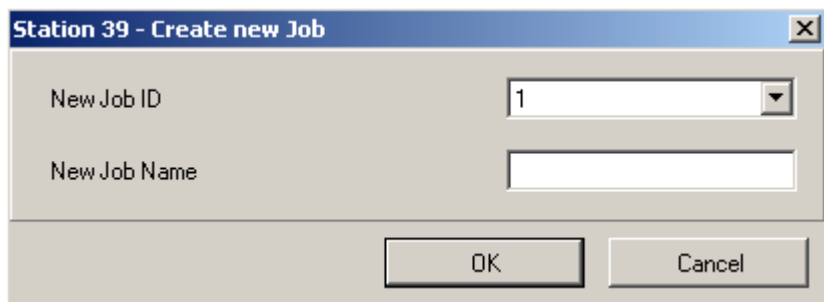 Station 39 - Create new Job
New Job ID
1
New Job Name
OK
Cancel